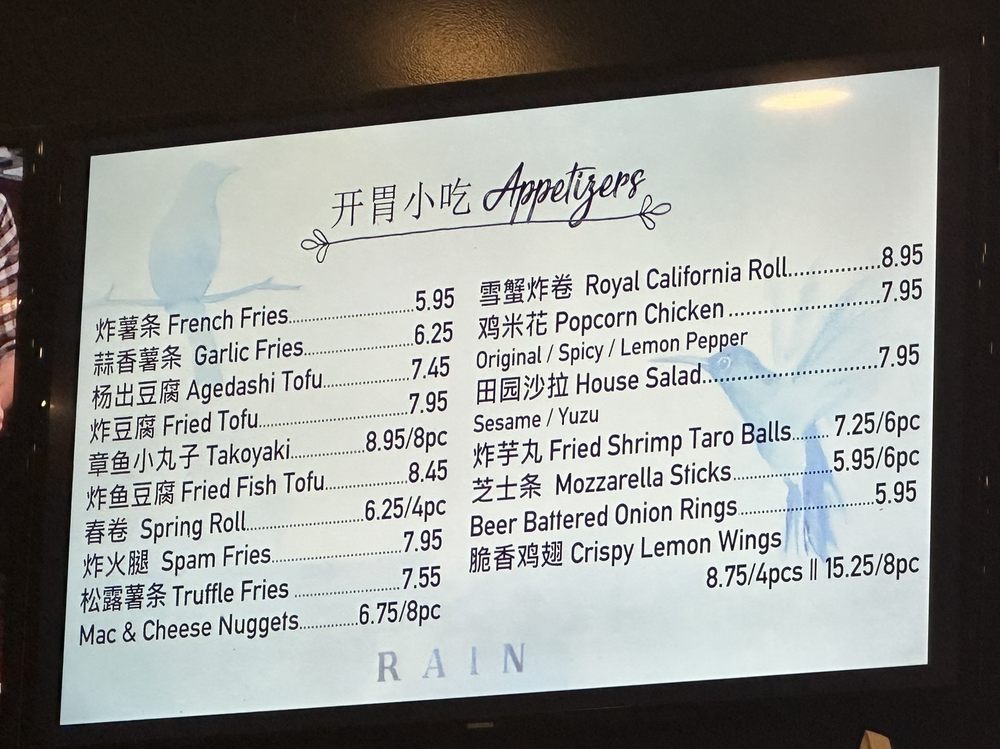 开胃小吃 Appetizers
炸薯条 French Fries..................5.95
蒜香薯条 Garlic Fries..................6.25
杨出豆腐 Agedashi Tofu..............7.45
炸豆腐 Fried Tofu........................7.95
章鱼小丸子 Takoyaki............8.95/8pc
炸鱼豆腐 Fried Fish Tofu.............8.45
春卷 Spring Roll...................6.25/4pc
炸火腿 Spam Fries.....................7.95
松露薯条 Truffle Fries ................7.55
Mac & Cheese Nuggets............6.75/8pc
雪蟹炸卷 Royal California Roll................8.95
鸡米花 Popcorn Chicken ..........................7.95
Original / Spicy / Lemon Pepper
田园沙拉 House Salad.............................7.95
Sesame / Yuzu
炸芋丸 Fried Shrimp Taro Balls........ 7.25/6pc
芝士条 Mozzarella Sticks.................5.95/6pc
Beer Battered Onion Rings.......................5.95
脆香鸡翅 Crispy Lemon Wings
8.75/4pcs || 15.25/8pc
RAIN